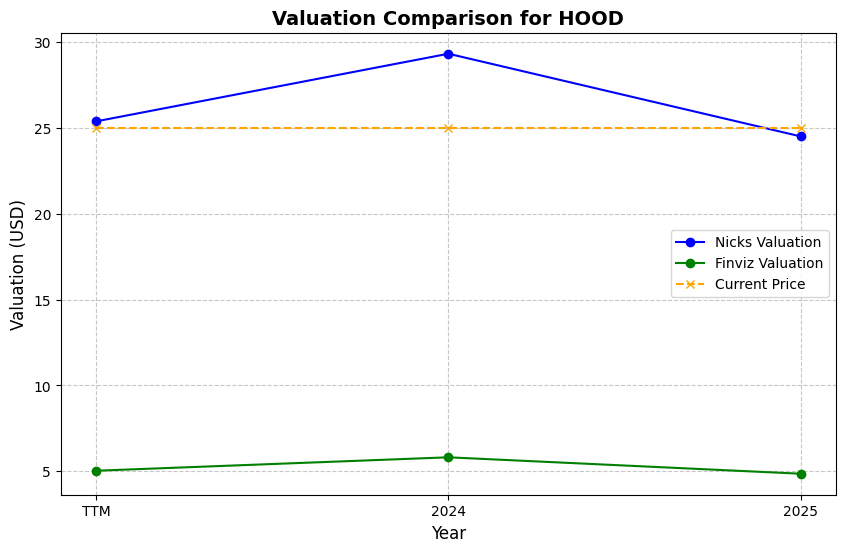 Valuation Comparison for HOOD
Valuation (USD)
30
25
20
15
10
5
Nicks Valuation
Finviz Valuation
Current Price
TTM
2024
2025
Year